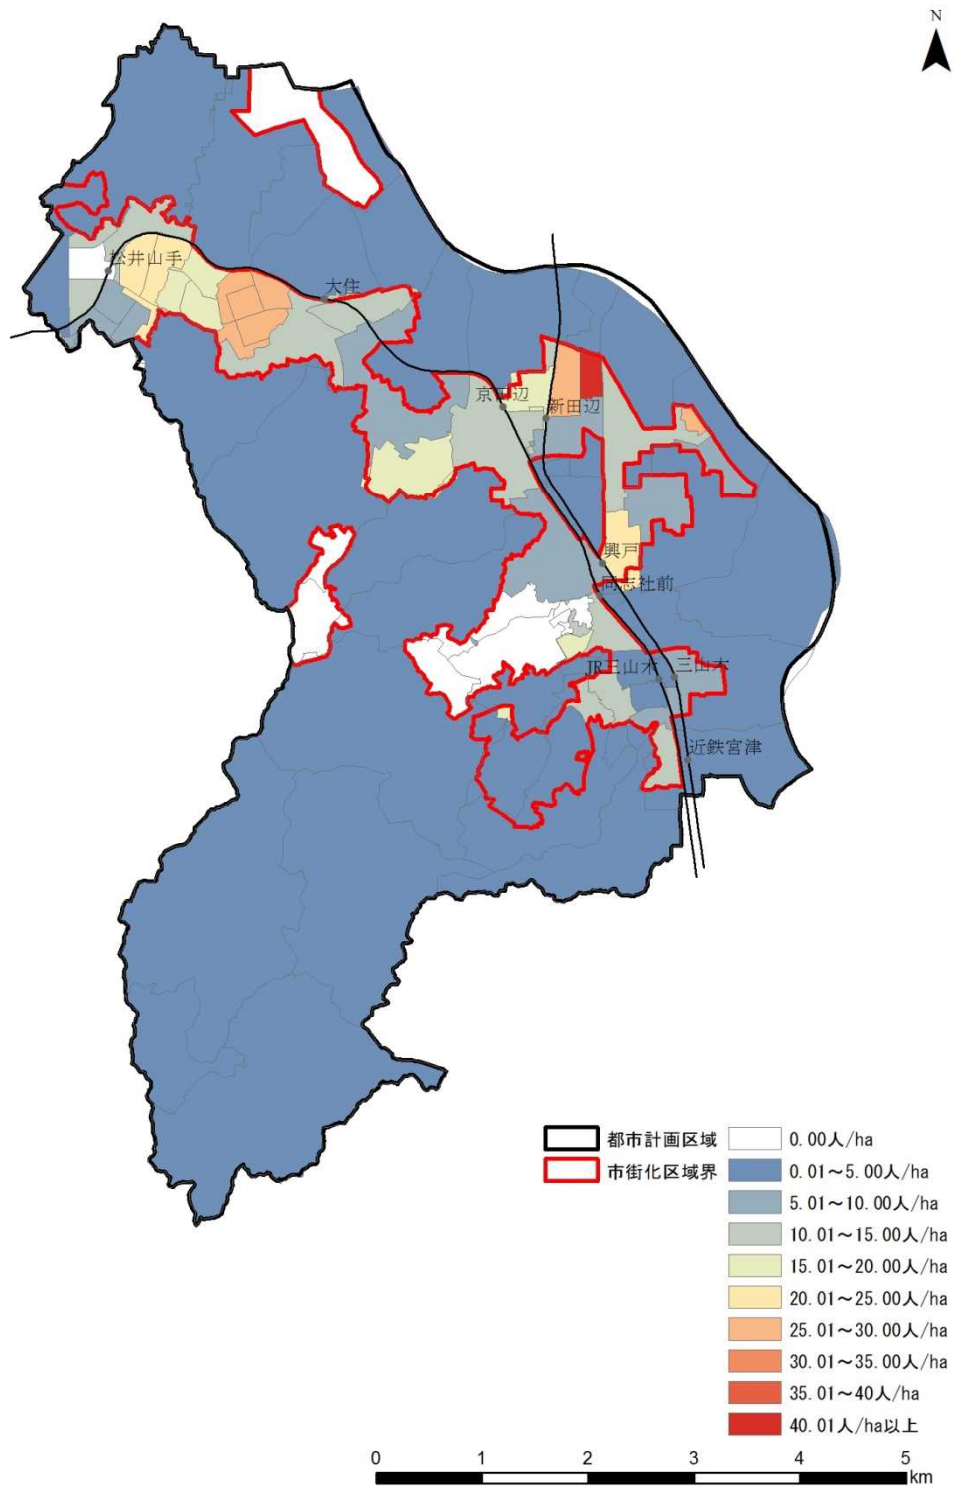 N
松井山手
大住
京田辺
新田辺
興戸
同志社前
JR三山木
三山木
近鉄宮津
都市計画区域
市街化区域界
0.00人/ha
0.01～5.00人/ha
5.01～10.00人/ha
10.01～15.00人/ha
15.01～20.00人/ha
20.01～25.00人/ha
25.01～30.00人/ha
30.01～35.00人/ha
35.01～40人/ha
40.01人/ha以上
0 1 2 3 4 5
km